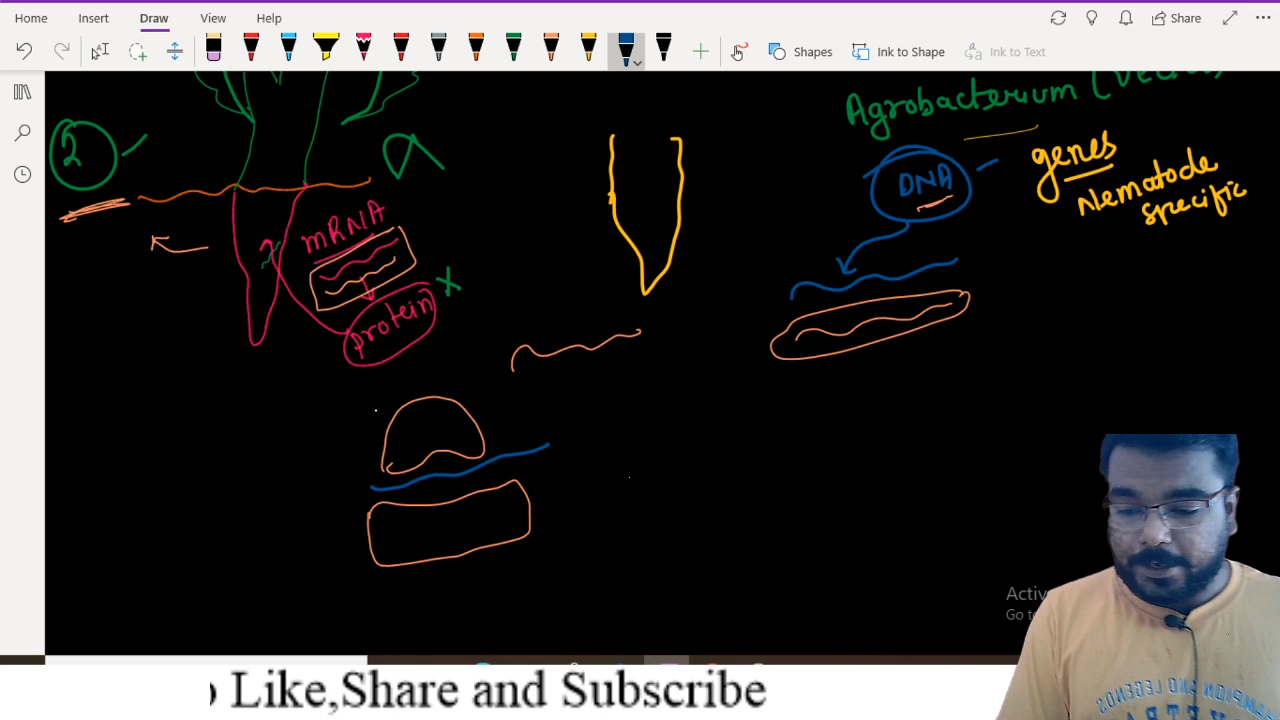 Home Insert Draw View Help
Share
Shapes Ink to Shape Ink to Text
Agrobacterium
2
DNA
genes
Nematode
specific
mRNA
protein
Go
Like,Share and Subscribe